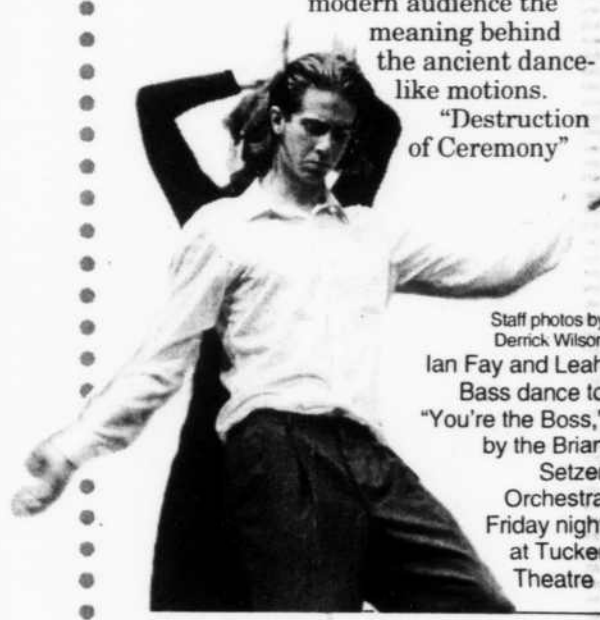 modern audience the
meaning behind
the ancient dance-
like motions.
"Destruction
of Ceremony"
Staff photos by
Derrick Wilson
Ian Fay and Leah
Bass dance to
"You're the Boss,"
by the Brian
Setzer
Orchestra
Friday night
at Tucker
Theatre